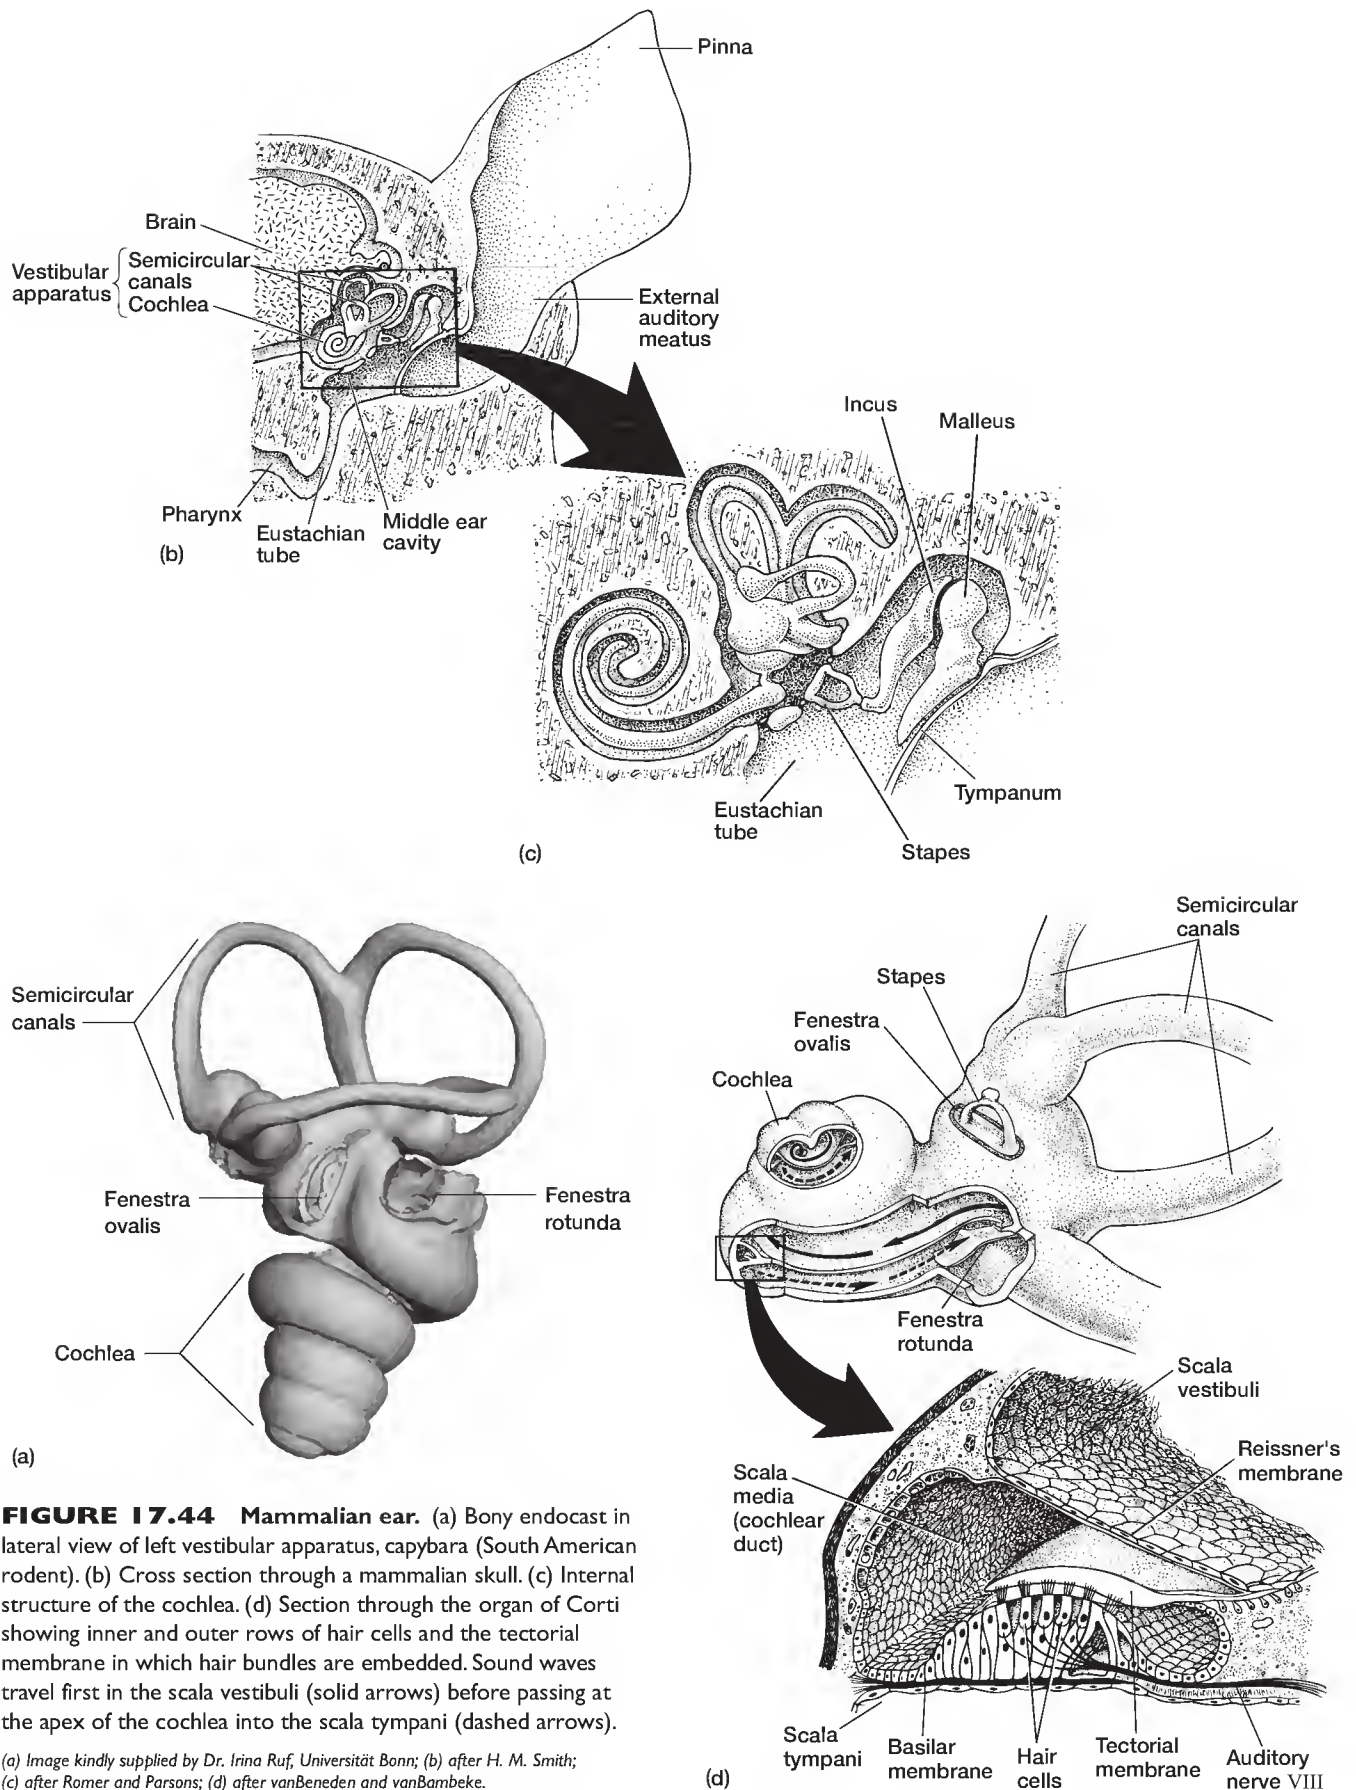 Pinna
Brain
Vestibular
apparatus
Semicircular
canals
Cochlea
External
auditory
meatus
Pharynx
Eustachian
tube
Middle ear
cavity
(b)
Incus
Malleus
Tympanum
Eustachian
tube
Stapes
(c)
Semicircular
canals
Fenestra
ovalis
Fenestra
rotunda
Cochlea
(a)
Semicircular
canals
Stapes
Fenestra
ovalis
Cochlea
Fenestra
rotunda
Scala
vestibuli
Reissner's
membrane
Scala
media
(cochlear
duct)
Scala
tympani
Basilar
membrane
Hair
cells
Tectorial
membrane
Auditory
nerve VIII
(d)
FIGURE 17.44 Mammalian ear. (a) Bony endocast in
lateral view of left vestibular apparatus, capybara (South American
rodent). (b) Cross section through a mammalian skull. (c) Internal
structure of the cochlea. (d) Section through the organ of Corti
showing inner and outer rows of hair cells and the tectorial
membrane in which hair bundles are embedded. Sound waves
travel first in the scala vestibuli (solid arrows) before passing at
the apex of the cochlea into the scala tympani (dashed arrows).
(a) Image kindly supplied by Dr. Irina Ruf, Universität Bonn; (b) after H. M. Smith;
(c) after Romer and Parsons; (d) after vanBeneden and vanBambeke.